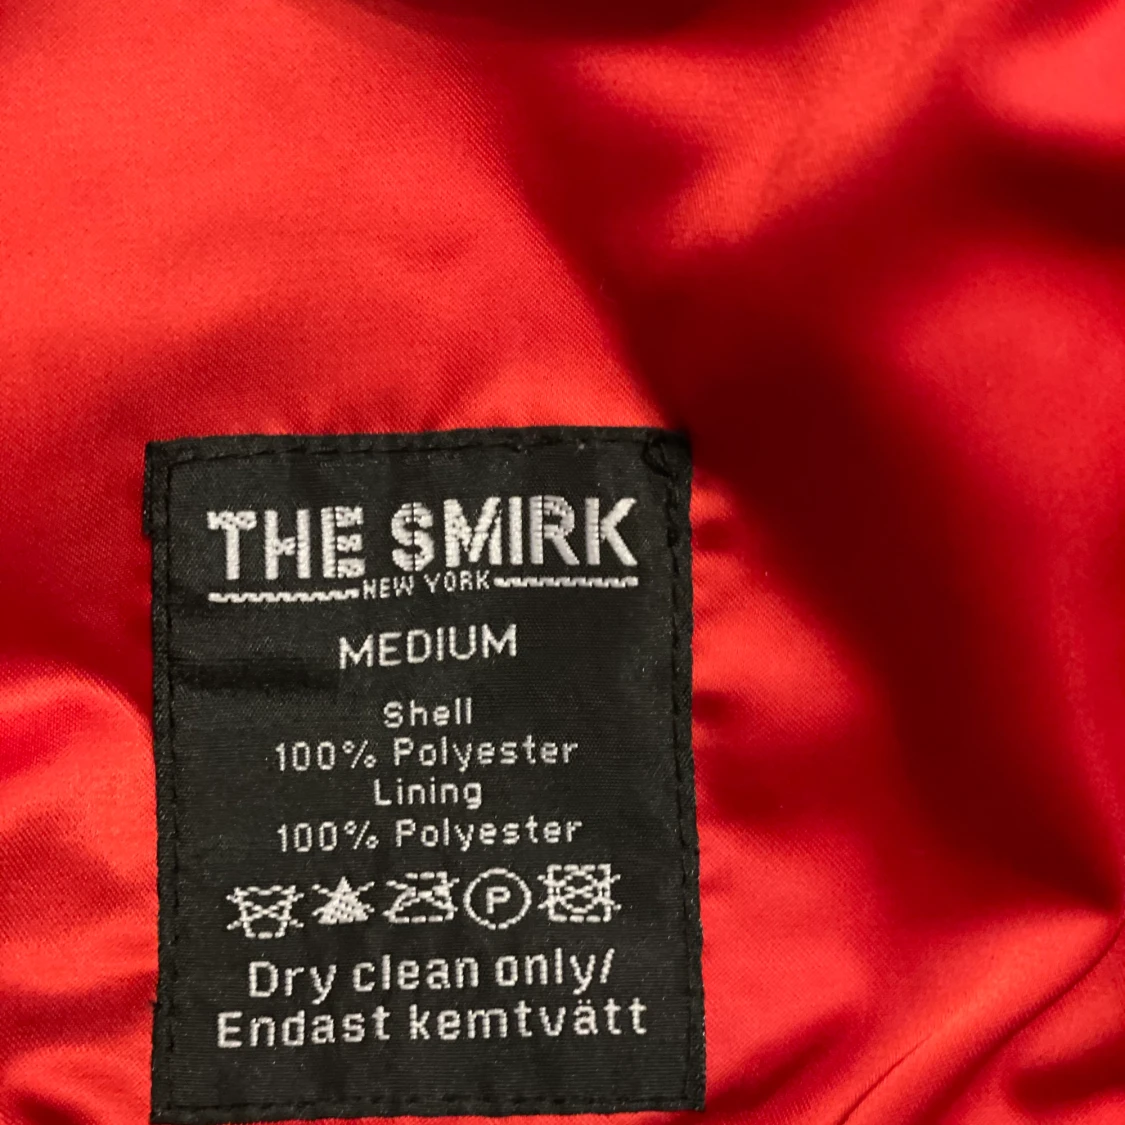 THE SMIRK
NEW YORK
MEDIUM
Shell
100% Polyester
Lining
100% Polyester
P
Dry clean only/
Endast kemtvätt